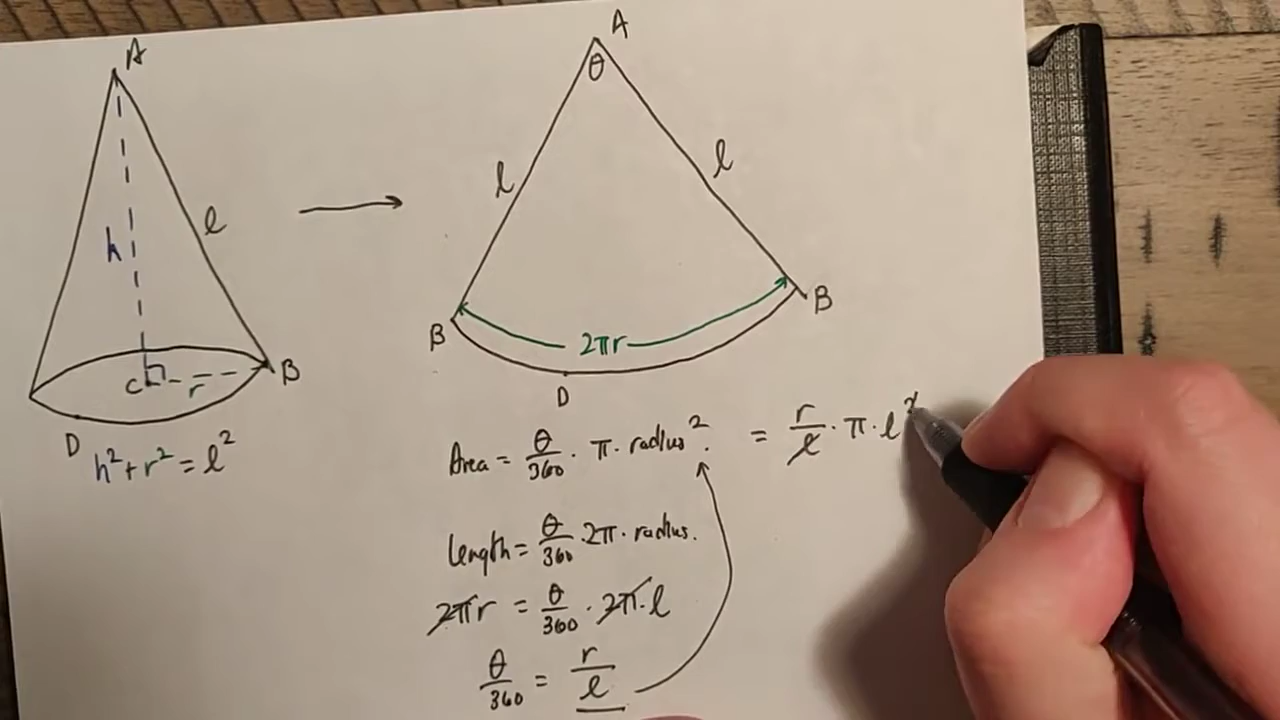 A
h
l
C
r
B
D
h² + r² = l²
A
θ
l
l
B
B
2πr
D
Area = θ/360 · π · radius². = r/l · π · l²
length = θ/360 · 2π · radius.
2πr = θ/360 · 2π · l
θ/360 = r/l